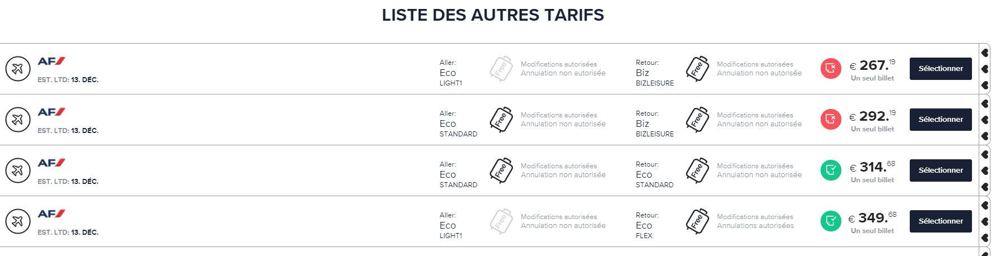 LISTE DES AUTRES TARIFS
AF
EST. LTD: 13. DÉC.
Aller:
Eco
LIGHT1
Free
Modifications autorisées
Annulation non autorisée
Retour:
Biz
BIZLEISURE
Free
Modifications autorisées
Annulation non autorisée
€ 267.19
Un seul billet
Sélectionner
AF
EST. LTD: 13. DÉC.
Aller:
Eco
STANDARD
Free
Modifications autorisées
Annulation non autorisée
Retour:
Biz
BIZLEISURE
Free
Modifications autorisées
Annulation non autorisée
€ 292.19
Un seul billet
Sélectionner
AF
EST. LTD: 13. DÉC.
Aller:
Eco
STANDARD
Free
Modifications autorisées
Annulation non autorisée
Retour:
Eco
STANDARD
Free
Modifications autorisées
Annulation non autorisée
€ 314.68
Un seul billet
Sélectionner
AF
EST. LTD: 13. DÉC.
Aller:
Eco
LIGHT1
Free
Modifications autorisées
Annulation non autorisée
Retour:
Eco
FLEX
Free
Modifications autorisées
Annulations autorisées
€ 349.68
Un seul billet
Sélectionner